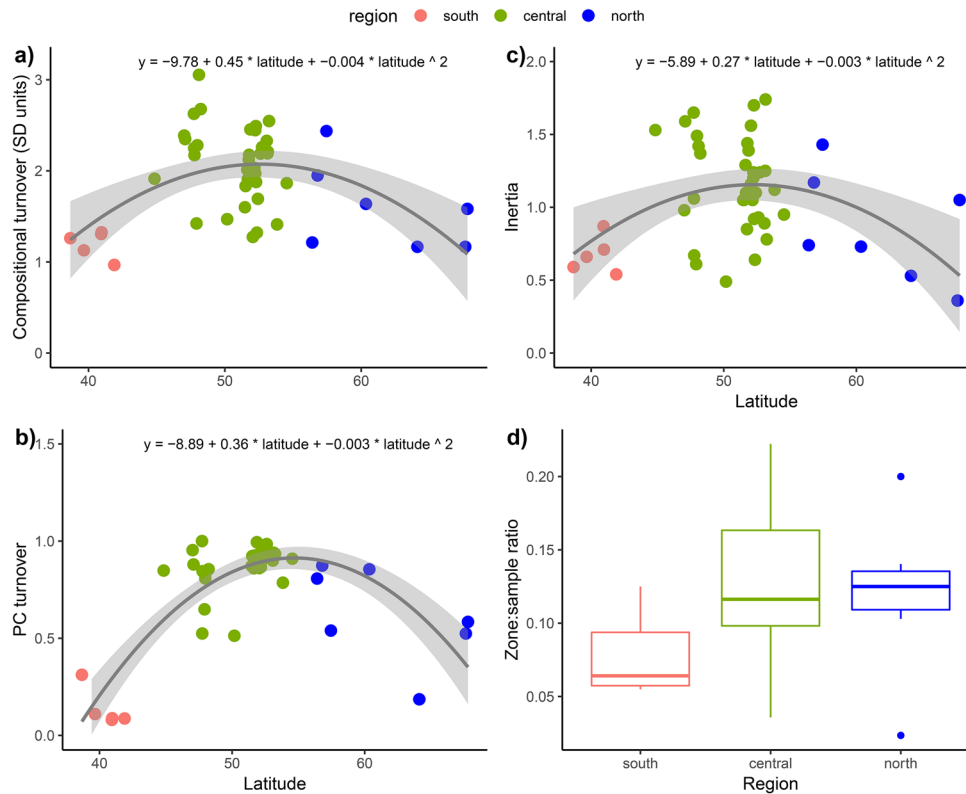 region south central north
a)
y = −9.78 + 0.45 * latitude + −0.004 * latitude ^ 2
Compositional turnover (SD units)
3
2
1
0
40 50 60
c)
y = −5.89 + 0.27 * latitude + −0.003 * latitude ^ 2
Inertia
2.0
1.5
1.0
0.5
0.0
40 50 60
Latitude
b)
y = −8.89 + 0.36 * latitude + −0.003 * latitude ^ 2
PC turnover
1.5
1.0
0.5
0.0
40 50 60
Latitude
d)
Zone:sample ratio
0.20
0.15
0.10
0.05
south central north
Region